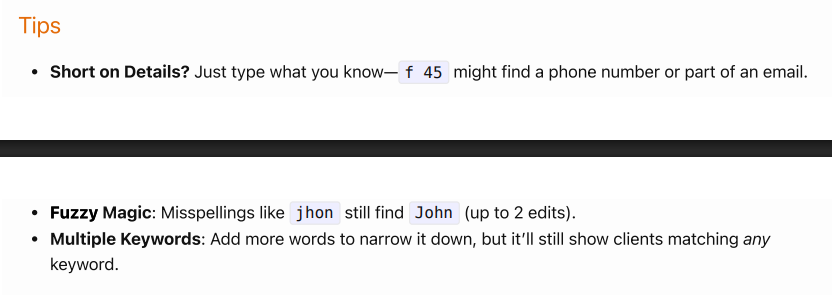 Tips
• Short on Details? Just type what you know—f 45 might find a phone number or part of an email.
• Fuzzy Magic: Misspellings like jhon still find John (up to 2 edits).
• Multiple Keywords: Add more words to narrow it down, but it’ll still show clients matching any
keyword.